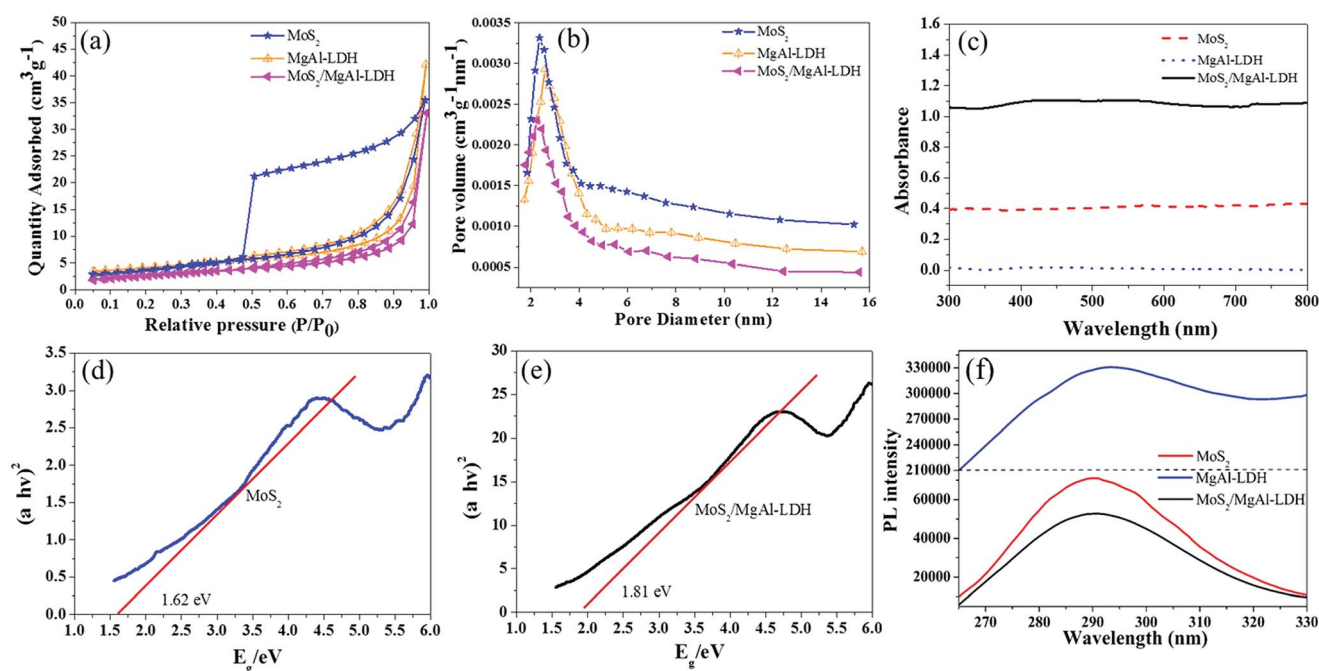 (a)
MoS2
MgAl-LDH
MoS2/MgAl-LDH
Quantity Adsorbed (cm³g-1)
50
45
40
35
30
25
20
15
10
5
0
0.0 0.1 0.2 0.3 0.4 0.5 0.6 0.7 0.8 0.9 1.0
Relative pressure (P/P0)
(b)
MoS2
MgAl-LDH
MoS2/MgAl-LDH
Pore volume (cm³g-1nm-1)
0.0035
0.0030
0.0025
0.0020
0.0015
0.0010
0.0005
2 4 6 8 10 12 14 16
Pore Diameter (nm)
(c)
MoS2
MgAl-LDH
MoS2/MgAl-LDH
Absorbance
1.6
1.4
1.2
1.0
0.8
0.6
0.4
0.2
0.0
300 400 500 600 700 800
Wavelength (nm)
(d)
(a hν)²
3.5
3.0
2.5
2.0
1.5
1.0
0.5
0.0
MoS2
1.62 eV
1.0 1.5 2.0 2.5 3.0 3.5 4.0 4.5 5.0 5.5 6.0
Eg/eV
(e)
(a hν)²
30
25
20
15
10
5
0
MoS2/MgAl-LDH
1.81 eV
1.0 1.5 2.0 2.5 3.0 3.5 4.0 4.5 5.0 5.5 6.0
Eg/eV
(f)
PL intensity
370000
330000
300000
270000
240000
210000
60000
40000
20000
MoS2
MgAl-LDH
MoS2/MgAl-LDH
270 280 290 300 310 320 330
Wavelength (nm)